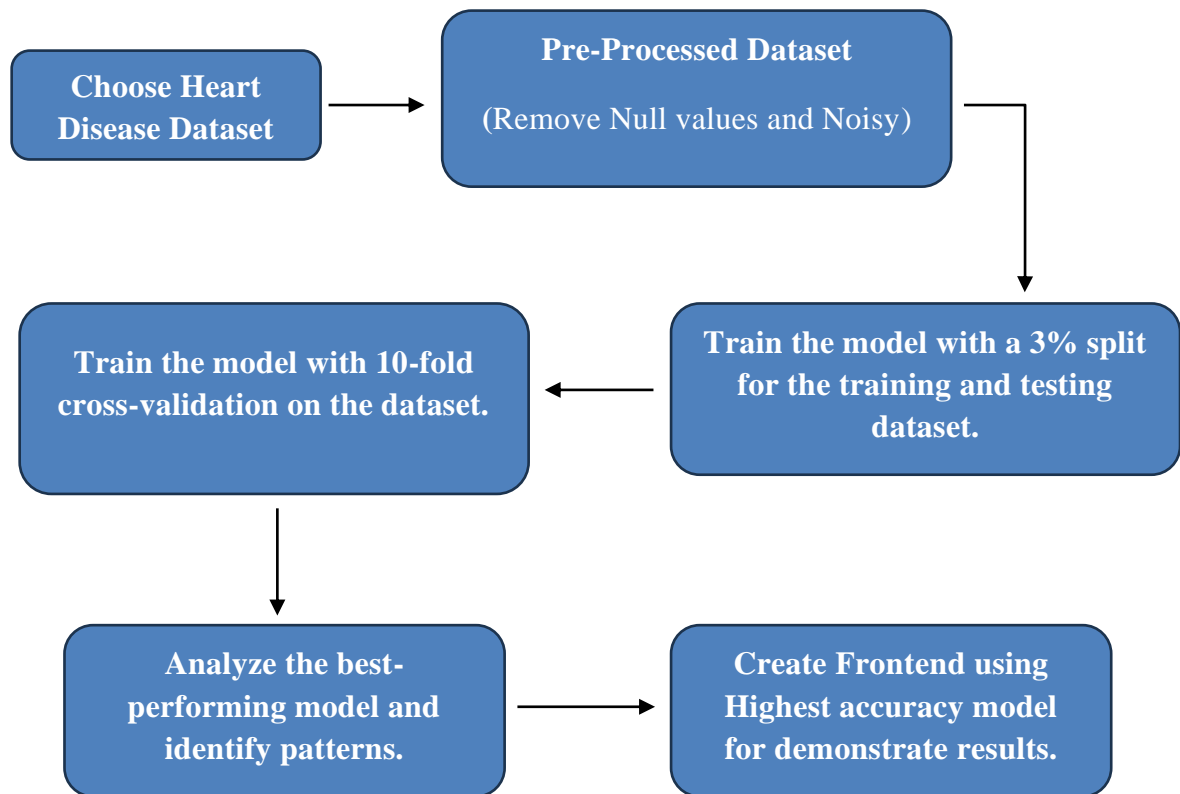 Choose Heart
Disease Dataset
Pre-Processed Dataset
(Remove Null values and Noisy)
Train the model with a 3% split
for the training and testing
dataset.
Train the model with 10-fold
cross-validation on the dataset.
Analyze the best-
performing model and
identify patterns.
Create Frontend using
Highest accuracy model
for demonstrate results.